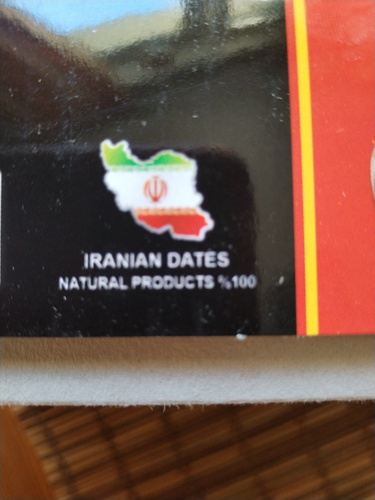 IRANIAN DATES
NATURAL PRODUCTS %100